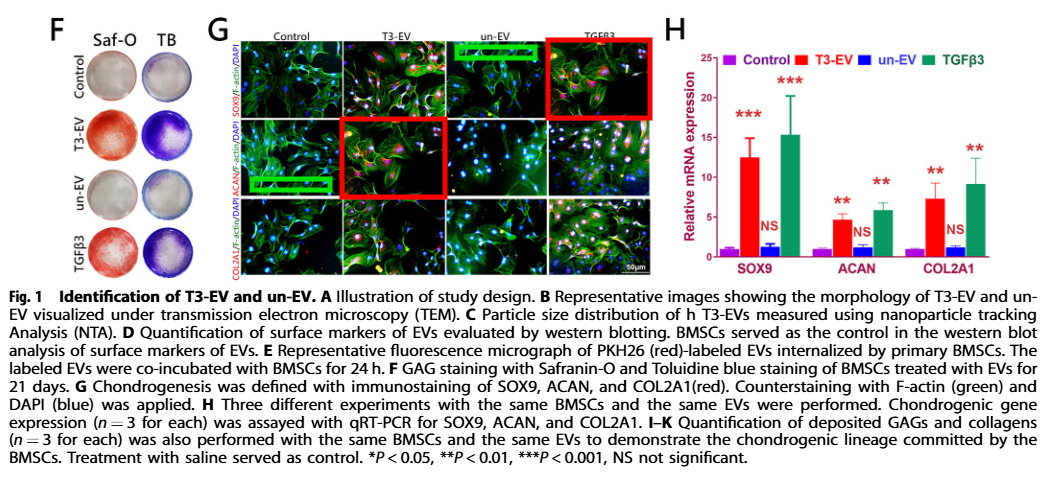 F
Saf-O TB
Control
T3-EV
un-EV
TGFβ3
G
Control T3-EV un-EV TGFβ3
SOX9/F-actin/DAPI
ACAN/F-actin/DAPI
COL2A1/F-actin/DAPI
50μm
H
Control T3-EV un-EV TGFβ3
Relative mRNA expression
25
20
15
10
5
0
*** ***
NS
** **
NS
** **
NS
SOX9 ACAN COL2A1
Fig. 1 Identification of T3-EV and un-EV. A Illustration of study design. B Representative images showing the morphology of T3-EV and un-
EV visualized under transmission electron microscopy (TEM). C Particle size distribution of h T3-EVs measured using nanoparticle tracking
Analysis (NTA). D Quantification of surface markers of EVs evaluated by western blotting. BMSCs served as the control in the western blot
analysis of surface markers of EVs. E Representative fluorescence micrograph of PKH26 (red)-labeled EVs internalized by primary BMSCs. The
labeled EVs were co-incubated with BMSCs for 24 h. F GAG staining with Safranin-O and Toluidine blue staining of BMSCs treated with EVs for
21 days. G Chondrogenesis was defined with immunostaining of SOX9, ACAN, and COL2A1(red). Counterstaining with F-actin (green) and
DAPI (blue) was applied. H Three different experiments with the same BMSCs and the same EVs were performed. Chondrogenic gene
expression (n = 3 for each) was assayed with qRT-PCR for SOX9, ACAN, and COL2A1. I–K Quantification of deposited GAGs and collagens
(n = 3 for each) was also performed with the same BMSCs and the same EVs to demonstrate the chondrogenic lineage committed by the
BMSCs. Treatment with saline served as control. *P < 0.05, **P < 0.01, ***P < 0.001, NS not significant.